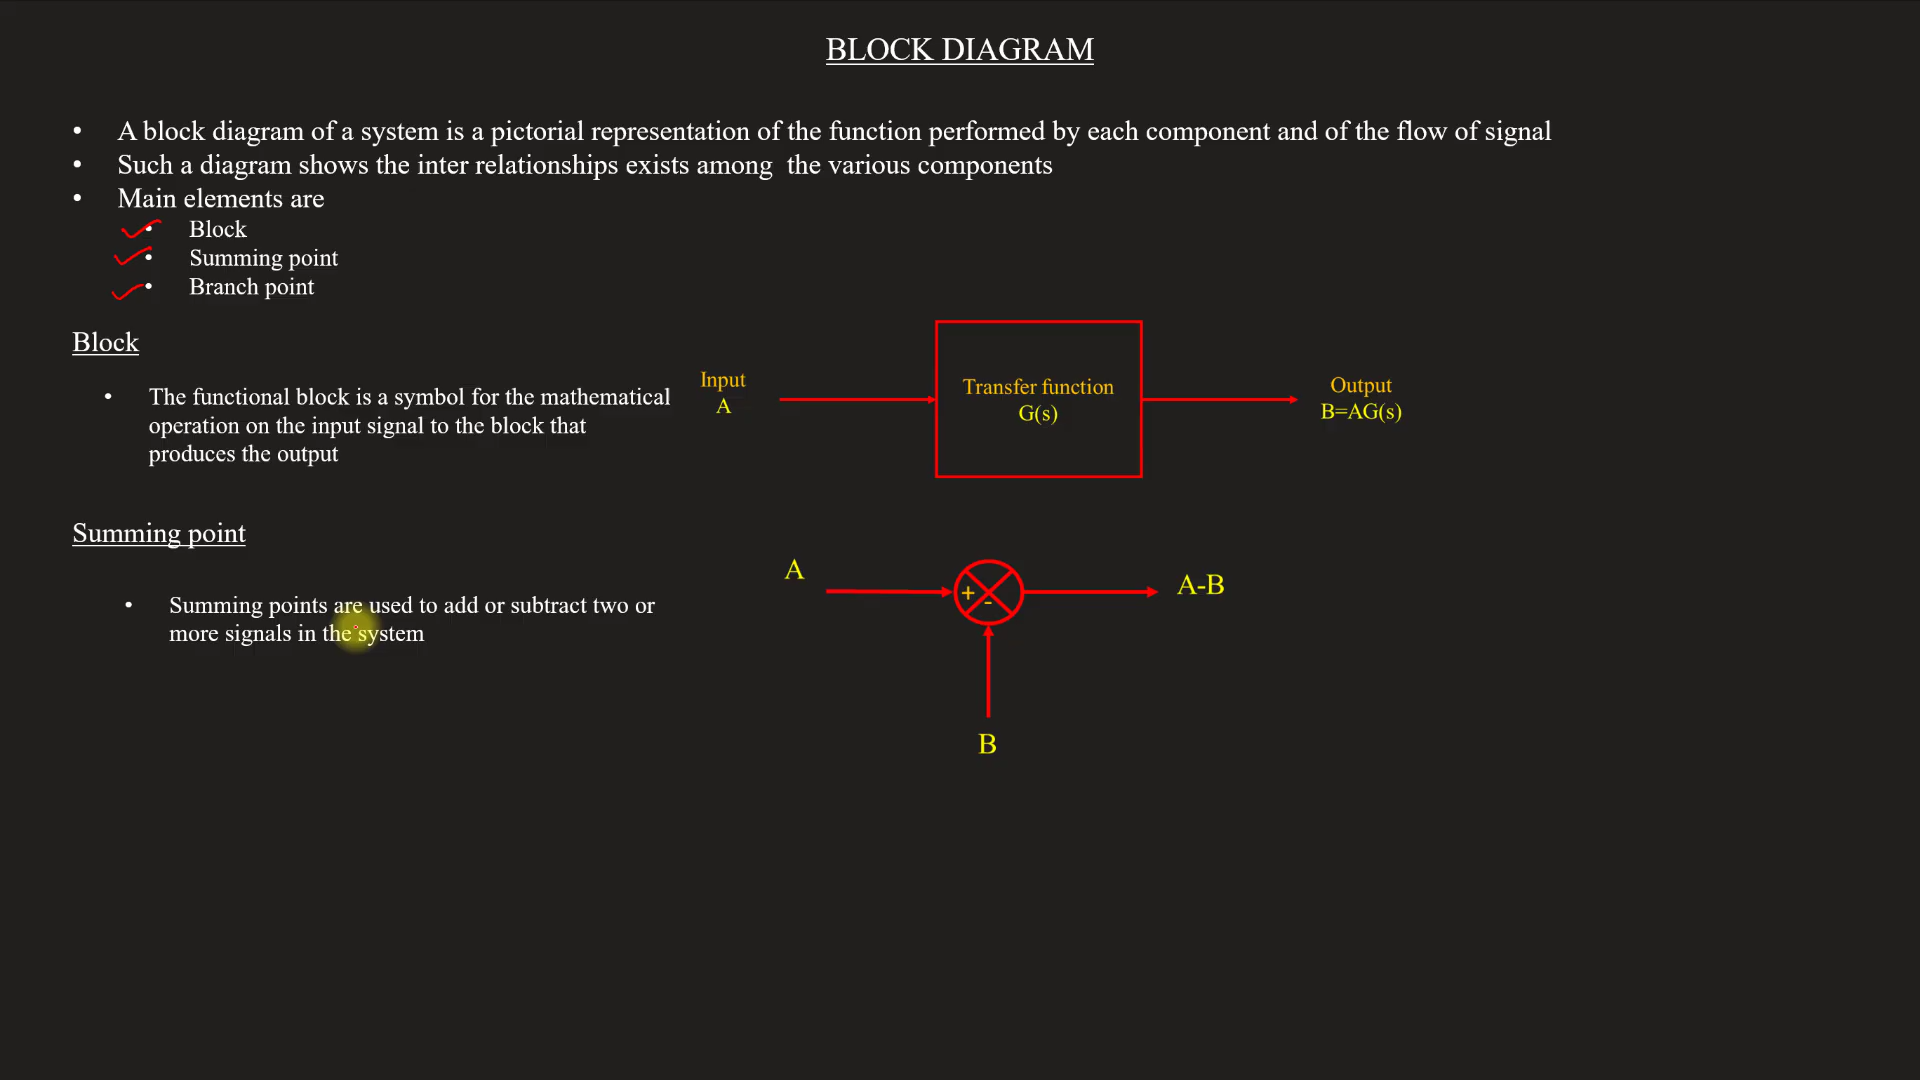 BLOCK DIAGRAM
• A block diagram of a system is a pictorial representation of the function performed by each component and of the flow of signal
• Such a diagram shows the inter relationships exists among the various components
• Main elements are
• Block
• Summing point
• Branch point
Block
• The functional block is a symbol for the mathematical
operation on the input signal to the block that
produces the output
Input
A
Transfer function
G(s)
Output
B=AG(s)
Summing point
• Summing points are used to add or subtract two or
more signals in the system
A
+
-
A-B
B